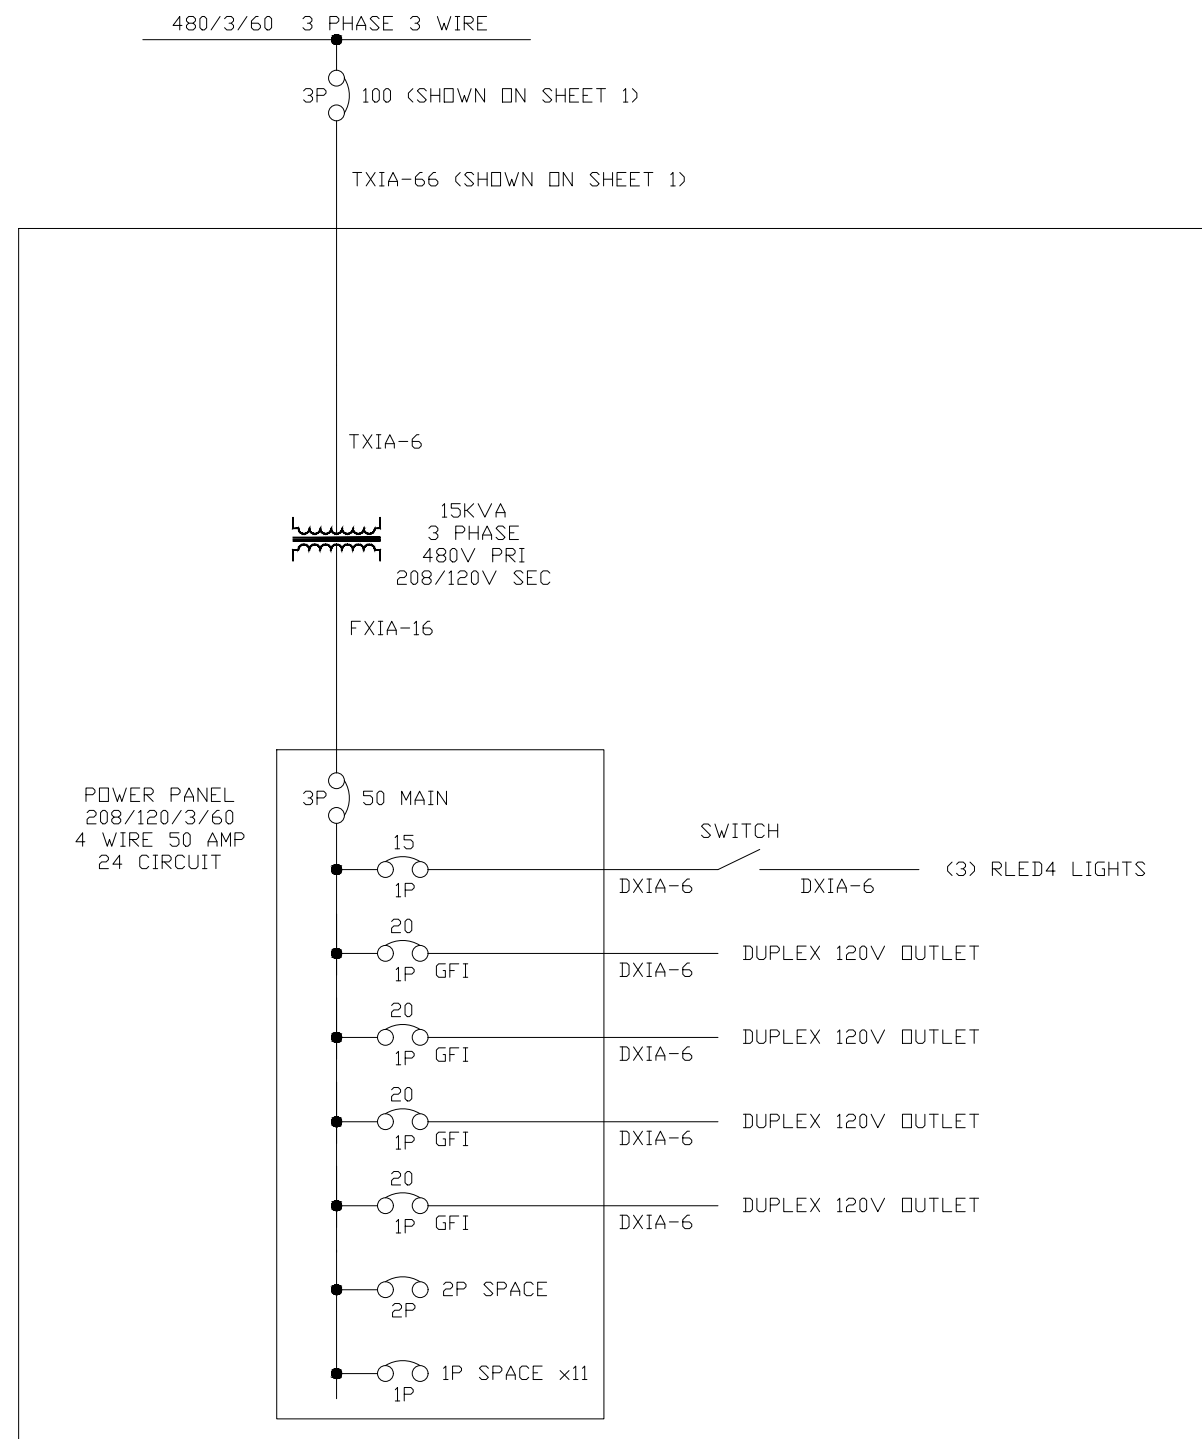 480/3/60 3 PHASE 3 WIRE
3P
100 (SHOWN ON SHEET 1)
TXIA-66 (SHOWN ON SHEET 1)
TXIA-6
15KVA
3 PHASE
480V PRI
208/120V SEC
FXIA-16
POWER PANEL
208/120/3/60
4 WIRE 50 AMP
24 CIRCUIT
3P
50 MAIN
15
1P
DXIA-6
SWITCH
DXIA-6
(3) RLED4 LIGHTS
20
1P
GFI
DXIA-6
DUPLEX 120V OUTLET
20
1P
GFI
DXIA-6
DUPLEX 120V OUTLET
20
1P
GFI
DXIA-6
DUPLEX 120V OUTLET
20
1P
GFI
DXIA-6
DUPLEX 120V OUTLET
2P SPACE
2P
1P SPACE x11
1P